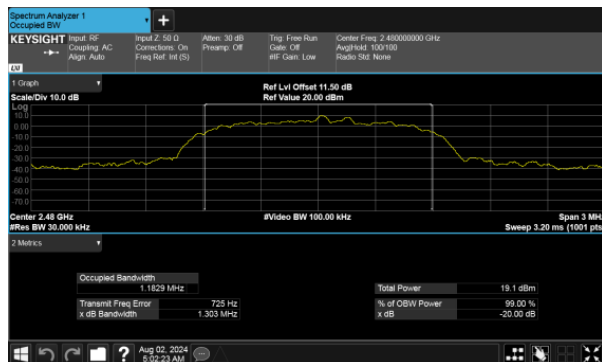 Spectrum Analyzer 1
Occupied BW
KEYSIGHT
Input: RF
Coupling: AC
Align: Auto
Input Z: 50 Ω
Corrections: On
Freq Ref: Int (S)
Atten: 30 dB
Preamp: Off
Trig: Free Run
Gate: Off
#IF Gain: Low
Center Freq: 2.480000000 GHz
Avg|Hold: 100/100
Radio Std: None
1 Graph
Scale/Div 10.0 dB
Ref Lvl Offset 11.50 dB
Ref Value 20.00 dBm
Log
10.0
0.00
-10.0
-20.0
-30.0
-40.0
-50.0
-60.0
-70.0
Center 2.48 GHz
#Res BW 30.000 kHz
#Video BW 100.00 kHz
Span 3 MHz
Sweep 3.20 ms (1001 pts)
2 Metrics
Occupied Bandwidth
1.1829 MHz
Transmit Freq Error 725 Hz
x dB Bandwidth 1.303 MHz
Total Power 19.1 dBm
% of OBW Power 99.00 %
x dB -20.00 dB
?
Aug 02, 2024
5:02:23 AM